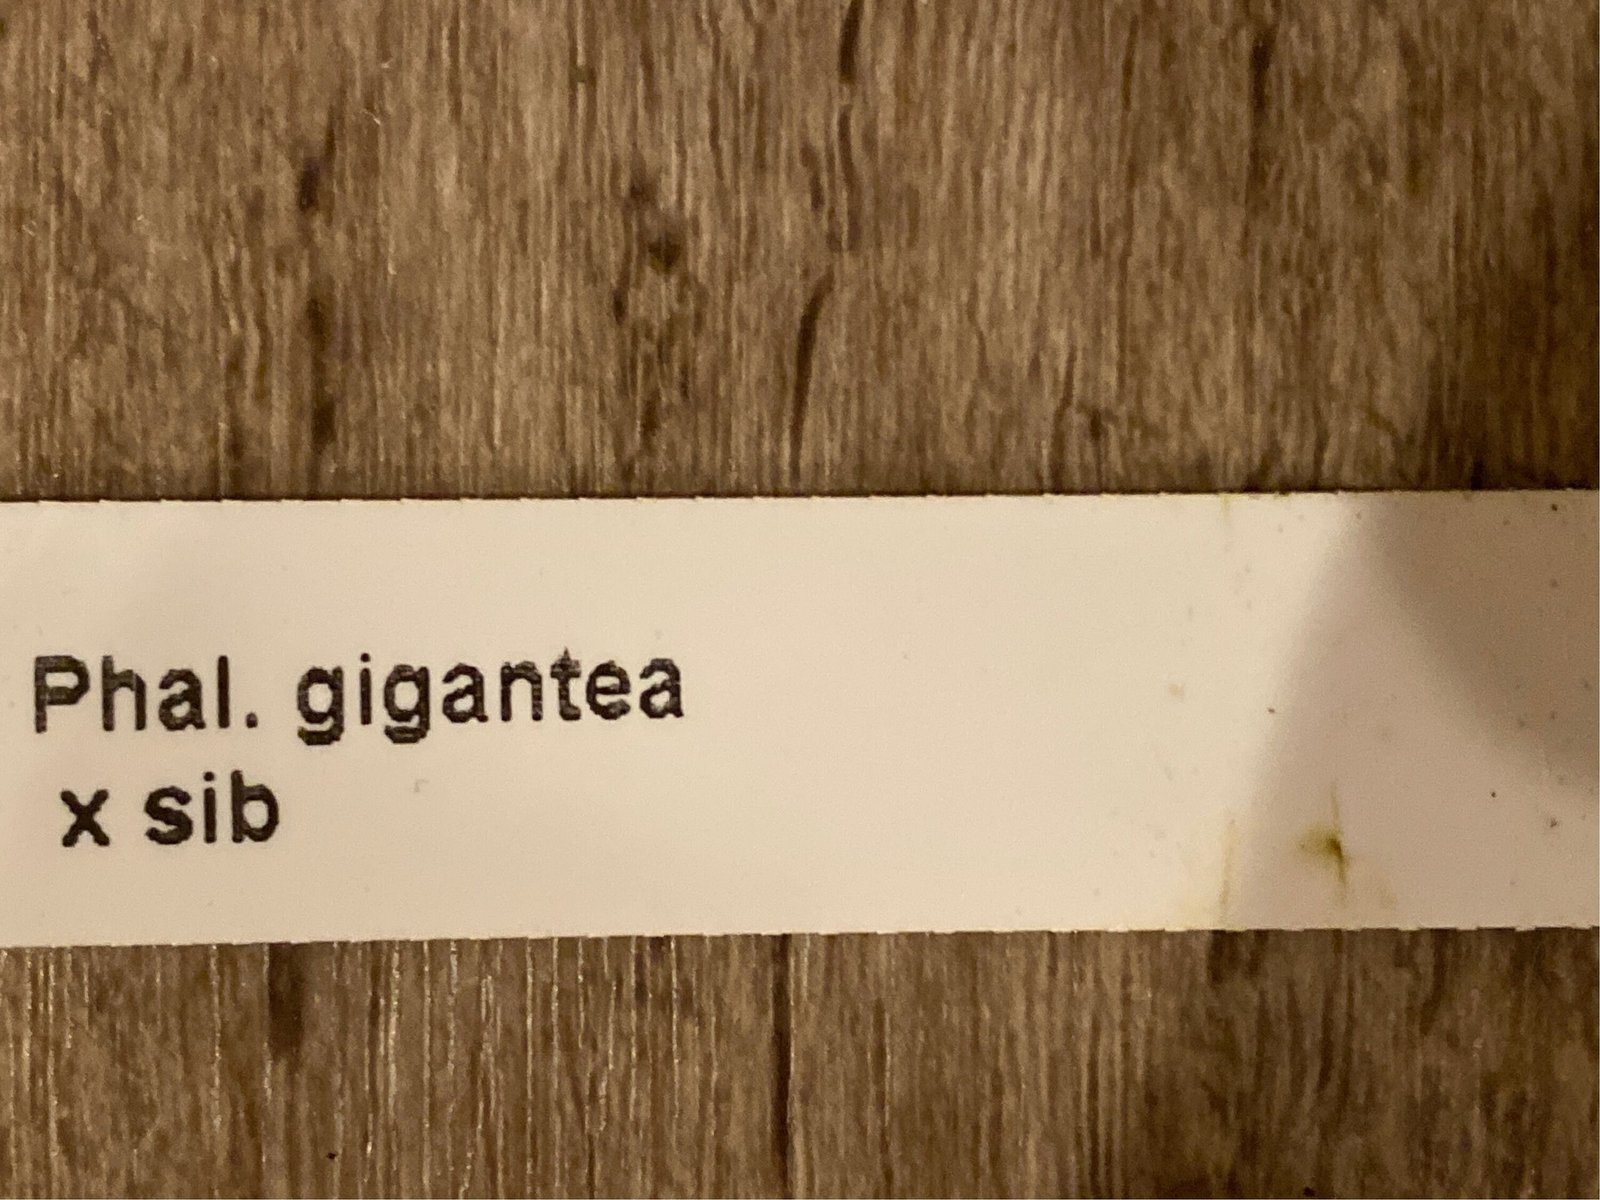 Phal. gigantea
x sib